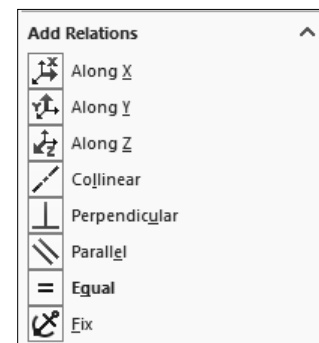 Add Relations
Along X
Along Y
Along Z
Collinear
Perpendicular
Parallel
Equal
Fix